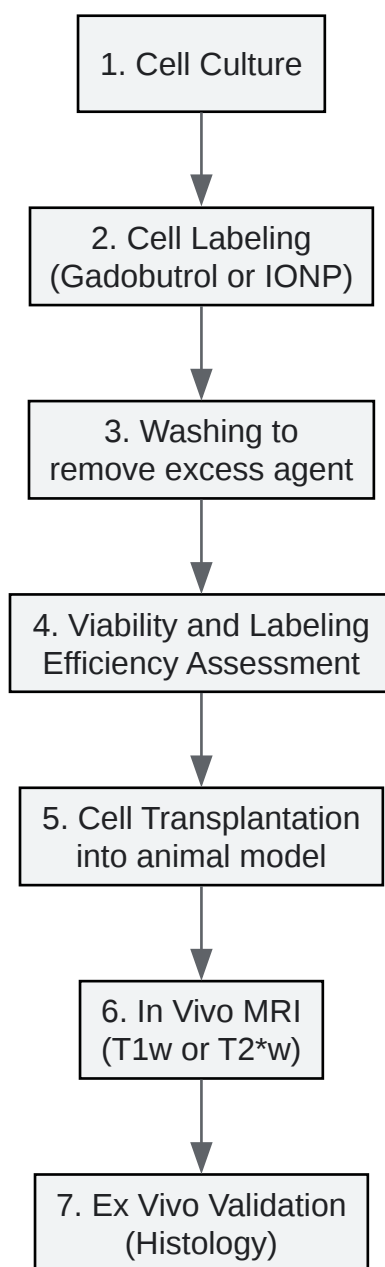 1. Cell Culture
2. Cell Labeling
(Gadobutrol or IONP)
3. Washing to
remove excess agent
4. Viability and Labeling
Efficiency Assessment
5. Cell Transplantation
into animal model
6. In Vivo MRI
(T1w or T2*w)
7. Ex Vivo Validation
(Histology)